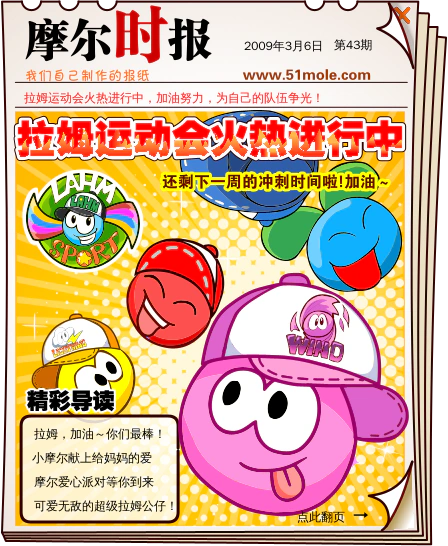 摩尔时报
2009年3月6日 第43期
我们自己制作的报纸
www.51mole.com
拉姆运动会火热进行中，加油努力，为自己的队伍争光！
拉姆运动会火热进行中
还剩下一周的冲刺时间啦!加油~
LAHM
LAHM
SPORT
WIND
精彩导读
拉姆，加油～你们最棒！
小摩尔献上给妈妈的爱
摩尔爱心派对等你到来
可爱无敌的超级拉姆公仔！
点此翻页 →